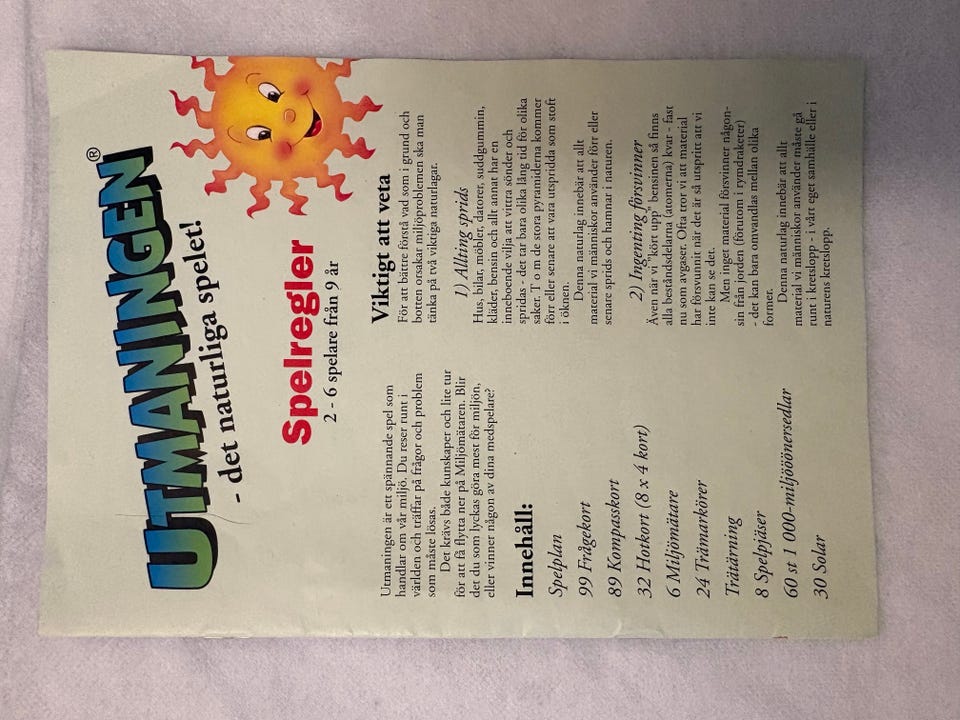 UTMANINGEN®
- det naturliga spelet!
Spelregler
2 - 6 spelare från 9 år
Utmaningen är ett spännande spel som
handlar om vår miljö. Du reser runt i
världen och träffar på frågor och problem
som måste lösas.
Det krävs både kunskaper och lite tur
för att få flytta ner på Miljömätaren. Blir
det du som lyckas göra mest för miljön,
eller vinner någon av dina medspelare?
Innehåll:
Spelplan
99 Frågekort
89 Kompasskort
32 Hotkort (8 x 4 kort)
6 Miljömätare
24 Trämarkörer
Trätärning
8 Spelpjäser
60 st 1 000-miljööönersedlar
30 Solar
Viktigt att veta
För att bättre förstå vad som i grund och
botten orsakar miljöproblemen ska man
tänka på två viktiga naturlagar.
1) Allting sprids
Hus, bilar, möbler, datorer, suddgummin,
kläder, bensin och allt annat har en
inneboende vilja att vittra sönder och
spridas - det tar bara olika lång tid för olika
saker. T o m de stora pyramiderna kommer
förr eller senare att vara utspridda som stoft
i öknen.
Denna naturlag innebär att allt
material vi människor använder förr eller
senare sprids och hamnar i naturen.
2) Ingenting försvinner
Även när vi "kört upp" bensinen så finns
alla beståndsdelarna (atomerna) kvar - fast
nu som avgaser. Ofta tror vi att material
har försvunnit när det är så utspritt att vi
inte kan se det.
Men inget material försvinner någon-
sin från jorden (förutom i rymdraketer)
- det kan bara omvandlas mellan olika
former.
Denna naturlag innebär att allt
material vi människor använder måste gå
runt i kretslopp - i vårt eget samhälle eller i
naturens kretslopp.